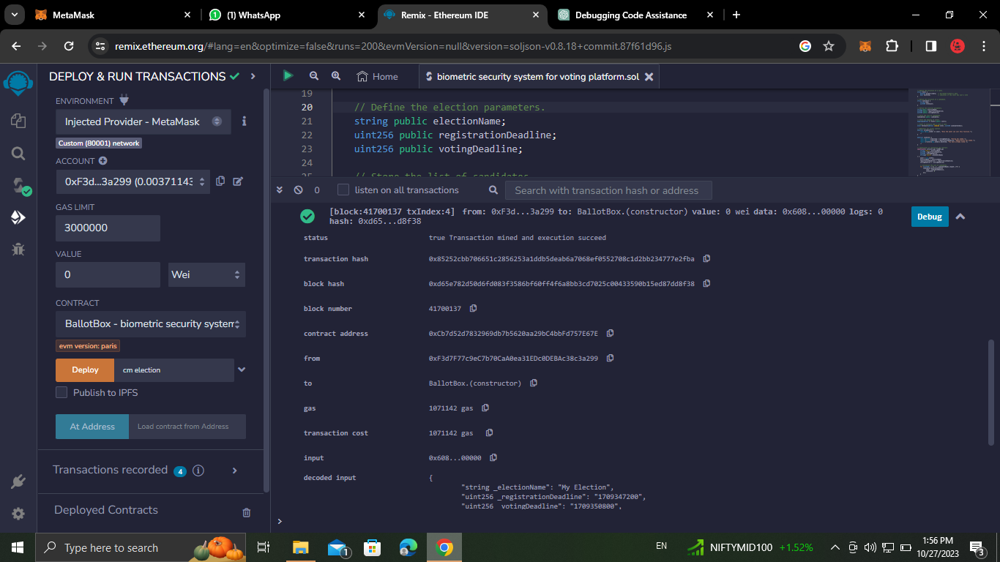 MetaMask
(1) WhatsApp
Remix - Ethereum IDE
Debugging Code Assistance
remix.ethereum.org/#lang=en&optimize=false&runs=200&evmVersion=null&version=soljson-v0.8.18+commit.87f61d96.js
DEPLOY & RUN TRANSACTIONS
ENVIRONMENT
Injected Provider - MetaMask
Custom (80001) network
ACCOUNT
0xF3d...3a299 (0.00371143
GAS LIMIT
3000000
VALUE
0
Wei
CONTRACT
BallotBox - biometric security system
evm version: paris
Deploy
cm election
Publish to IPFS
At Address
Load contract from Address
Transactions recorded 4 i
Deployed Contracts
Home
biometric security system for voting platform.sol
19
20 // Define the election parameters.
21 string public electionName;
22 uint256 public registrationDeadline;
23 uint256 public votingDeadline;
24
25 // Store the list of candidates
0
listen on all transactions
Search with transaction hash or address
[block:41700137 txIndex:4] from: 0xF3d...3a299 to: BallotBox.(constructor) value: 0 wei data: 0x608...00000 logs: 0
hash: 0xd65...d8f38
Debug
status true Transaction mined and execution succeed
transaction hash 0x85252cbb706651c2856253a1ddb5deab6a7068ef0552708c1d2bb234777e2fba
block hash 0xd65e782d50d6fd083f3586bf60ff4f6a8bb3cd7025c00433590b15ed87dd8f38
block number 41700137
contract address 0xCb7d52d7832969db7b5620aa29bC4bbFd757E67E
from 0xF3d7F77c9eC7b70CaA0ea31EDc0DEBAc38c3a299
to BallotBox.(constructor)
gas 1071142 gas
transaction cost 1071142 gas
input 0x608...00000
decoded input {
"string _electionName": "My Election",
"uint256 _registrationDeadline": "1709347200",
"uint256 _votingDeadline": "1709350800",
>
Type here to search
1
EN
NIFTYMID100 +1.52%
1:56 PM
10/27/2023
3